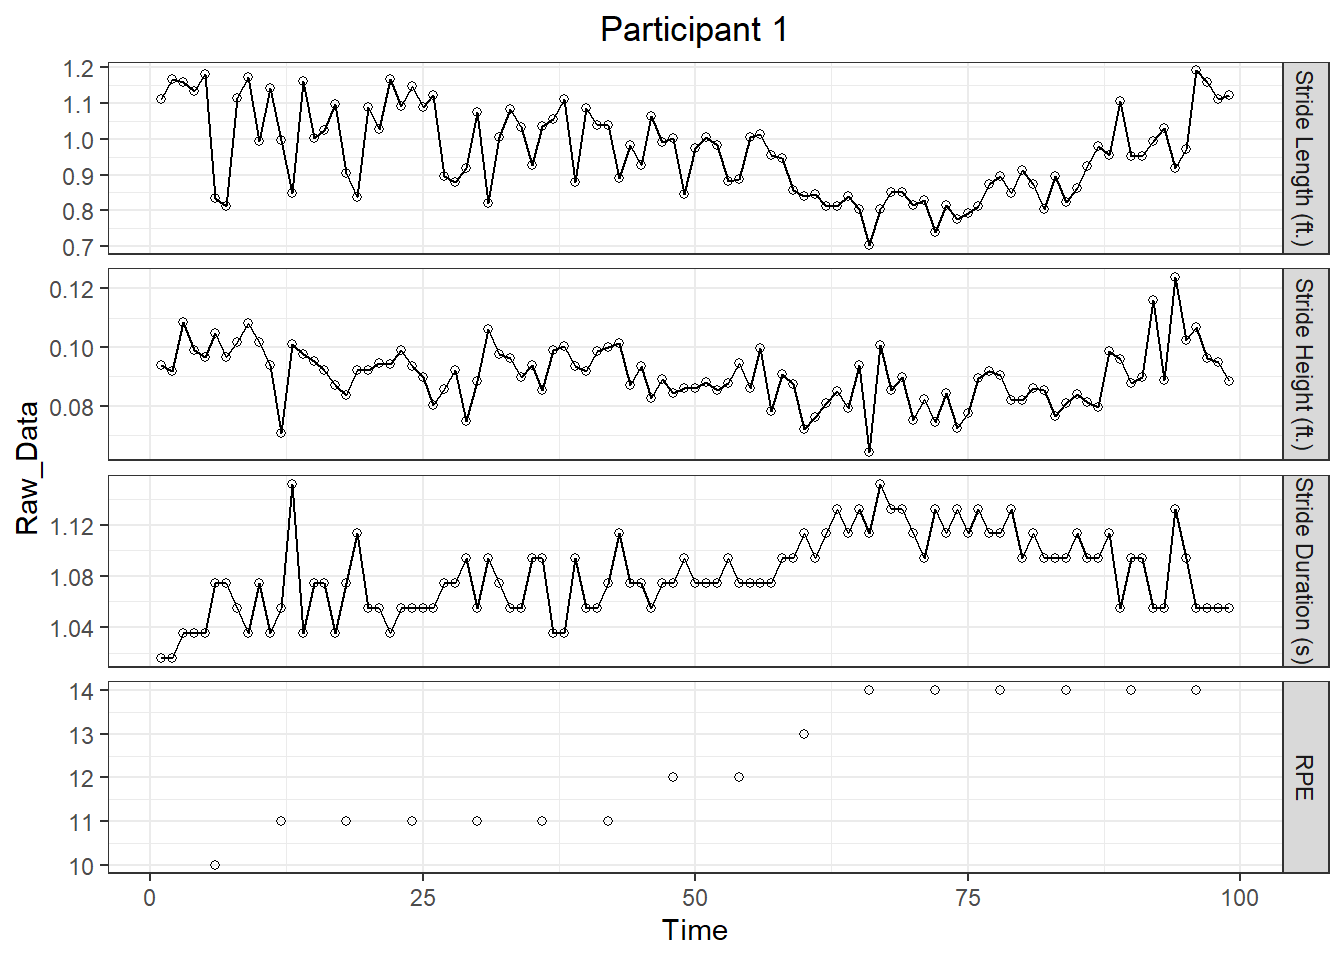 Participant 1
1.2
1.1
1.0
0.9
0.8
0.7
Stride Length (ft.)
0.12
0.10
0.08
Stride Height (ft.)
Raw_Data
1.12
1.08
1.04
Stride Duration (s)
14
13
12
11
10
RPE
0 25 50 75 100
Time